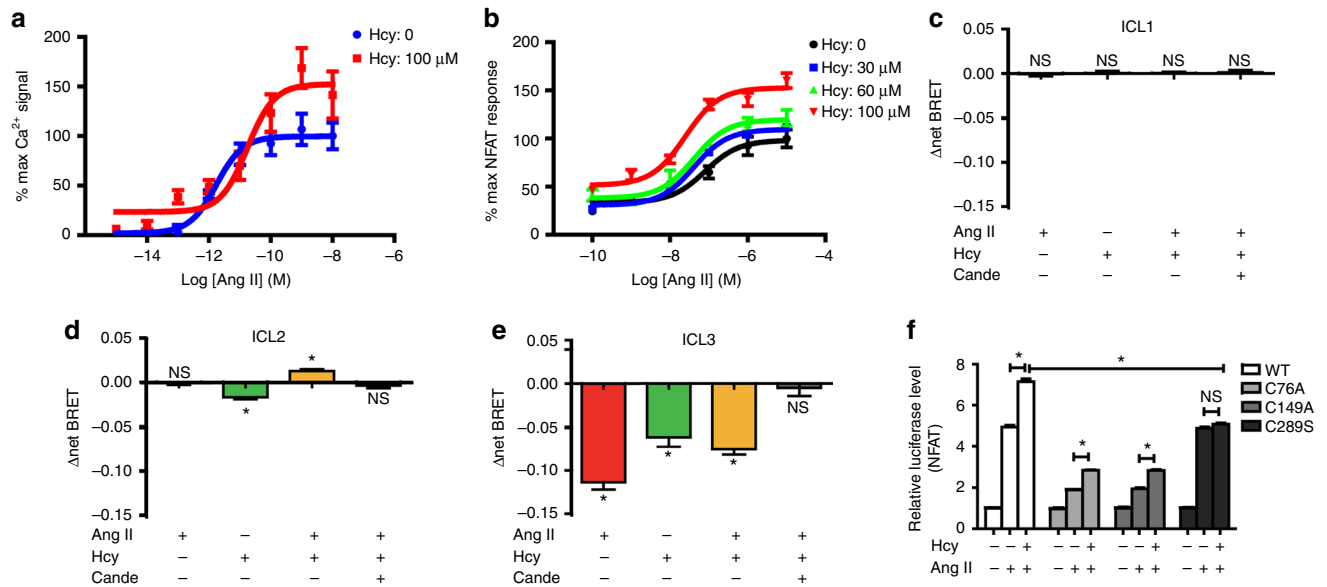 a
% max Ca2+ signal
200
150
100
50
0
−14 −12 −10 −8 −6
Log [Ang II] (M)
Hcy: 0
Hcy: 100 μM
b
% max NFAT response
200
150
100
50
0
−10 −8 −6 −4
Log [Ang II] (M)
Hcy: 0
Hcy: 30 μM
Hcy: 60 μM
Hcy: 100 μM
c
ICL1
Δnet BRET
0.05
0.00
−0.05
−0.10
−0.15
NS NS NS NS
Ang II + − + +
Hcy − + + +
Cande − − − +
d
ICL2
Δnet BRET
0.05
0.00
−0.05
−0.10
−0.15
NS * * NS
Ang II + − + +
Hcy − + + +
Cande − − − +
e
ICL3
Δnet BRET
0.05
0.00
−0.05
−0.10
−0.15
* * * NS
Ang II + − + +
Hcy − + + +
Cande − − − +
f
Relative luciferase level
(NFAT)
8
6
4
2
0
* * * * NS
WT
C76A
C149A
C289S
Hcy − − + − − + − − + − − +
Ang II − + + − + + − + + − + +